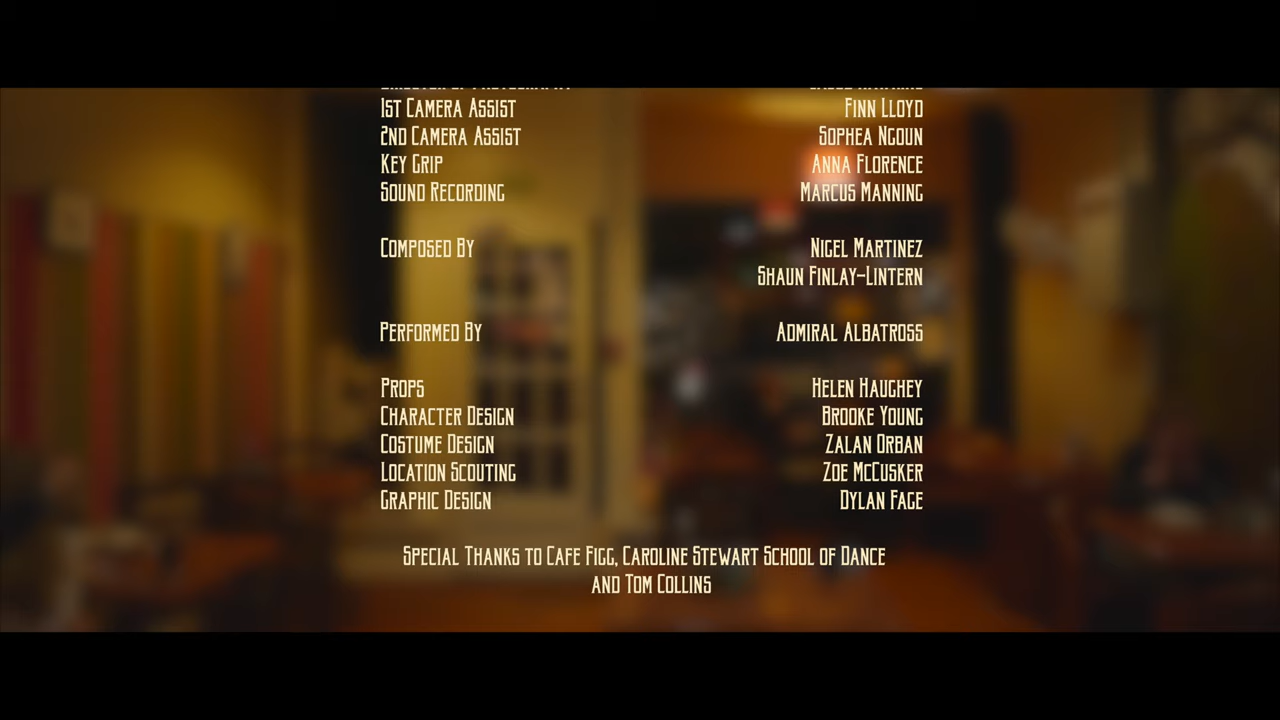 1st Camera Assist Finn Lloyd
2nd Camera Assist Sophea Ngoun
Key Grip Anna Florence
Sound Recording Marcus Manning
Composed By Nigel Martinez
Shaun Finlay-Lintern
Performed By Admiral Albatross
Props Helen Haughey
Character Design Brooke Young
Costume Design Zalan Orban
Location Scouting Zoe McCusker
Graphic Design Dylan Fage
Special Thanks to Cafe Figg, Caroline Stewart School of Dance
and Tom Collins